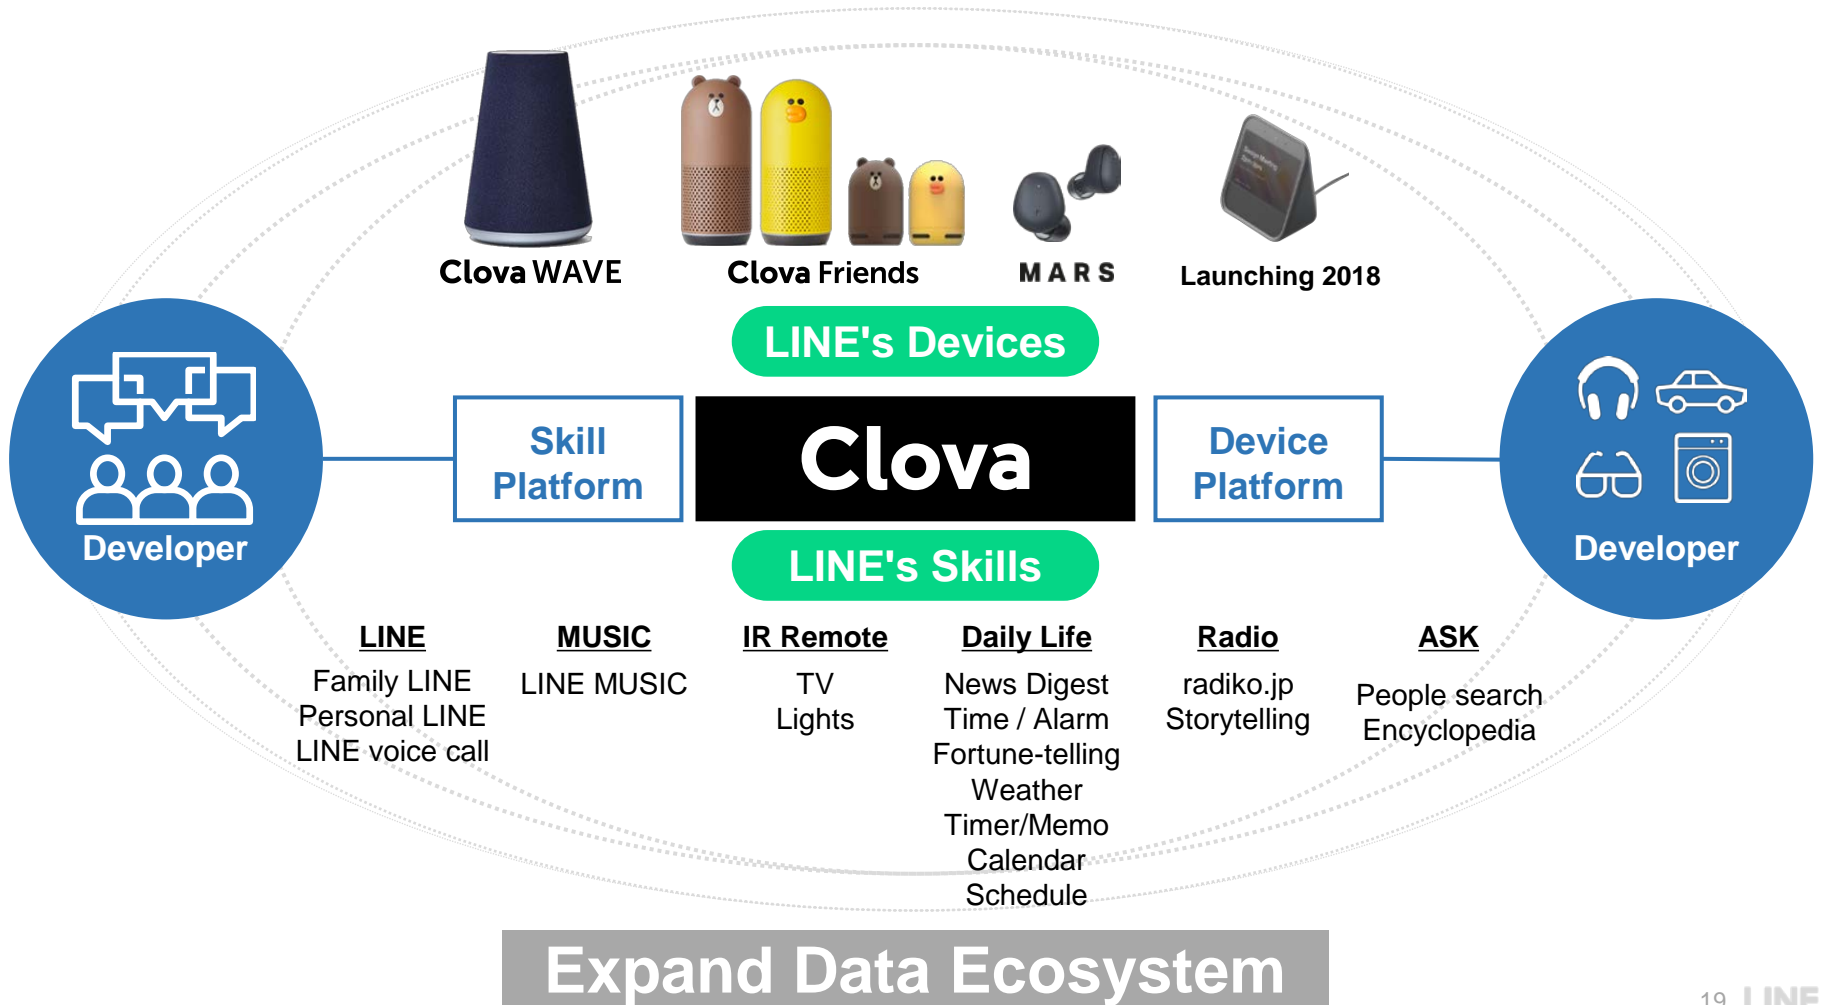 Clova WAVE
Clova Friends
MARS
Launching 2018
LINE's Devices
Developer
Skill
Platform
Clova
Device
Platform
Developer
LINE's Skills
LINE
Family LINE
Personal LINE
LINE voice call
MUSIC
LINE MUSIC
IR Remote
TV
Lights
Daily Life
News Digest
Time / Alarm
Fortune-telling
Weather
Timer/Memo
Calendar
Schedule
Radio
radiko.jp
Storytelling
ASK
People search
Encyclopedia
Expand Data Ecosystem
19 LINE